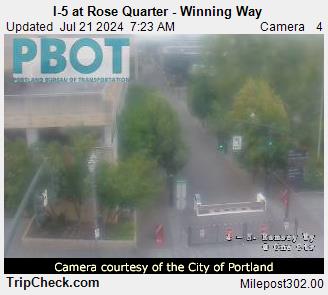 I-5 at Rose Quarter - Winning Way
Updated Jul 21 2024 7:23 AM Camera 4
PBOT
PORTLAND BUREAU OF TRANSPORTATION
Camera courtesy of the City of Portland
TripCheck.com Milepost302.00